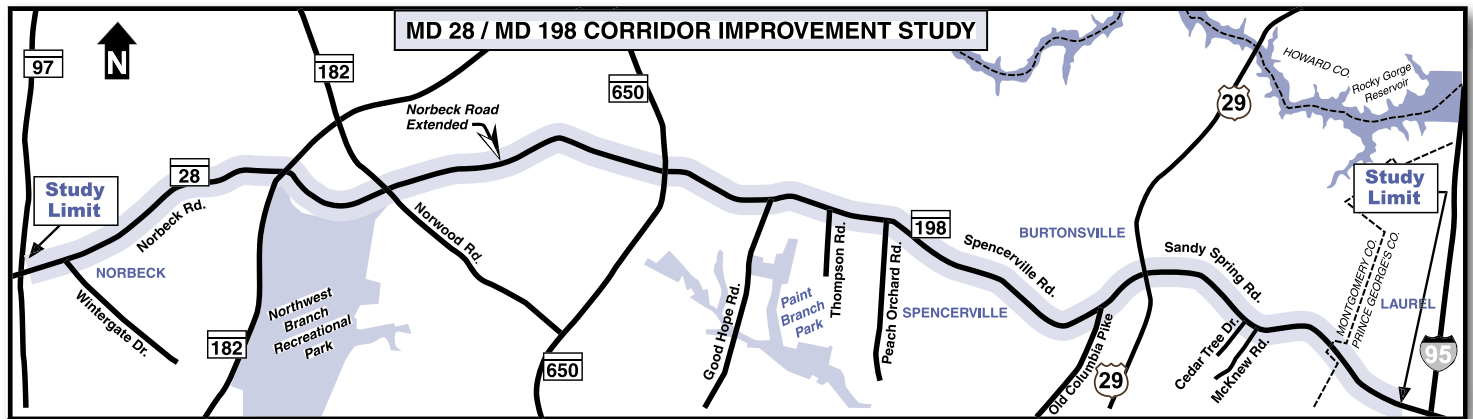 MD 28 / MD 198 CORRIDOR IMPROVEMENT STUDY
97
N
182
650
Norbeck Road
Extended
29
HOWARD CO.
Rocky Gorge
Reservoir
28
Study
Limit
Norbeck Rd.
NORBECK
Wintergate Dr.
182
Northwest
Branch
Recreational
Park
Norwood Rd.
650
Good Hope Rd.
Paint
Branch
Park
Thompson Rd.
Peach Orchard Rd.
198
SPENCERVILLE
Spencerville Rd.
BURTONSVILLE
Old Columbia Pike
29
Sandy Spring Rd.
Cedar Tree Dr.
McKnew Rd.
Study
Limit
MONTGOMERY CO.
PRINCE GEORGE'S CO.
LAUREL
95